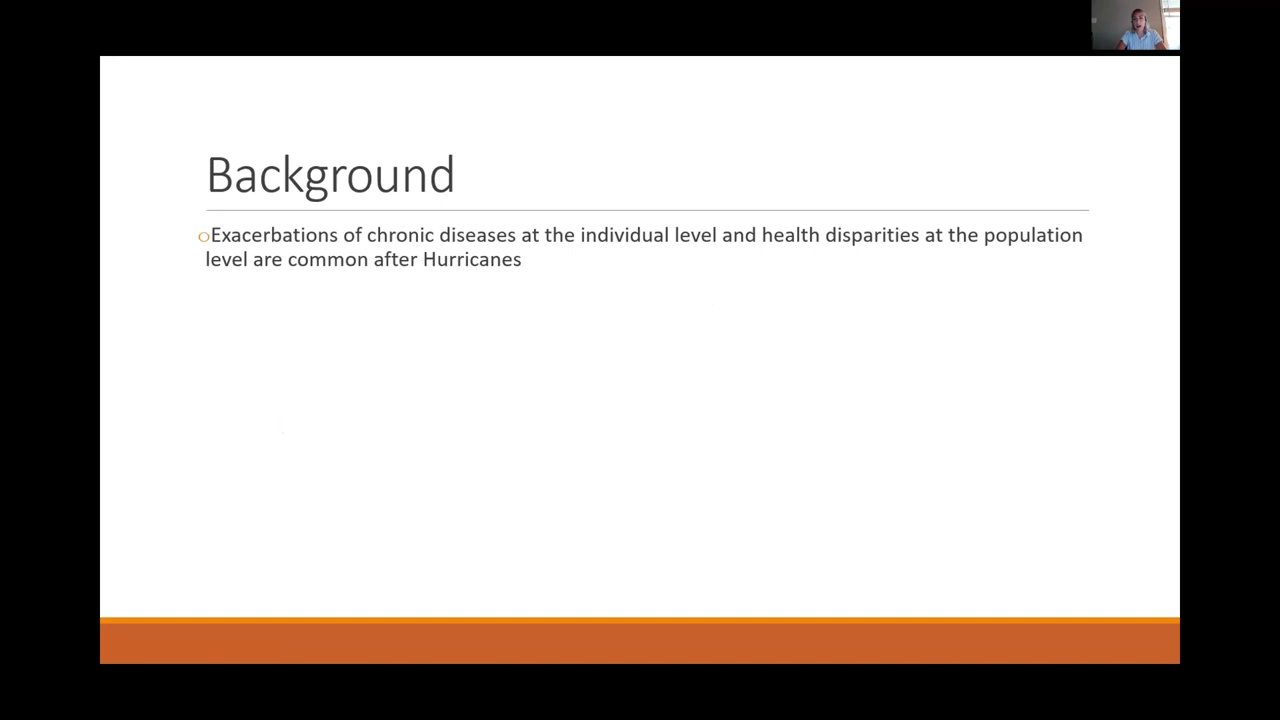 Background
oExacerbations of chronic diseases at the individual level and health disparities at the population
level are common after Hurricanes